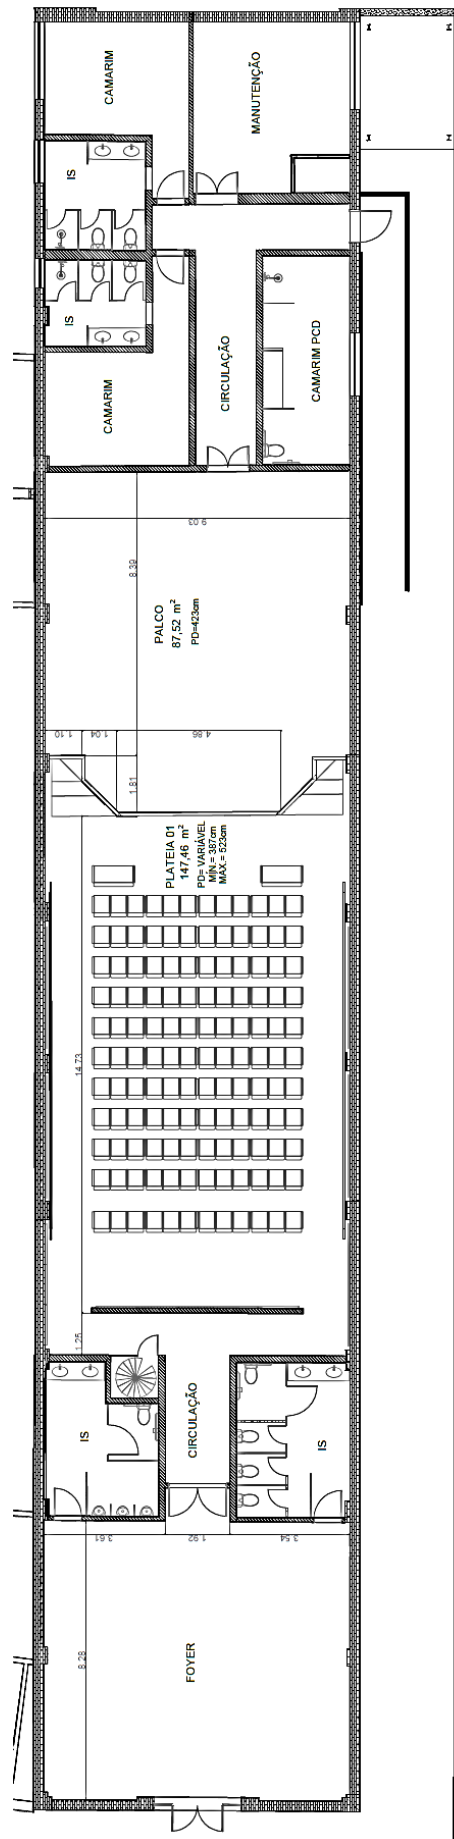 CAMARIM
MANUTENÇÃO
IS
IS
CAMARIM
CIRCULAÇÃO
CAMARIM PCD
9.03
8.39
PALCO
87,52 m²
PD=423cm
1.10
1.04
4.86
1.81
PLATEIA 01
147,46 m²
PD= VARIÁVEL
MÍN.= 387cm
MÁX.= 523cm
14.73
1.25
IS
CIRCULAÇÃO
IS
3.61
1.92
3.54
8.28
FOYER